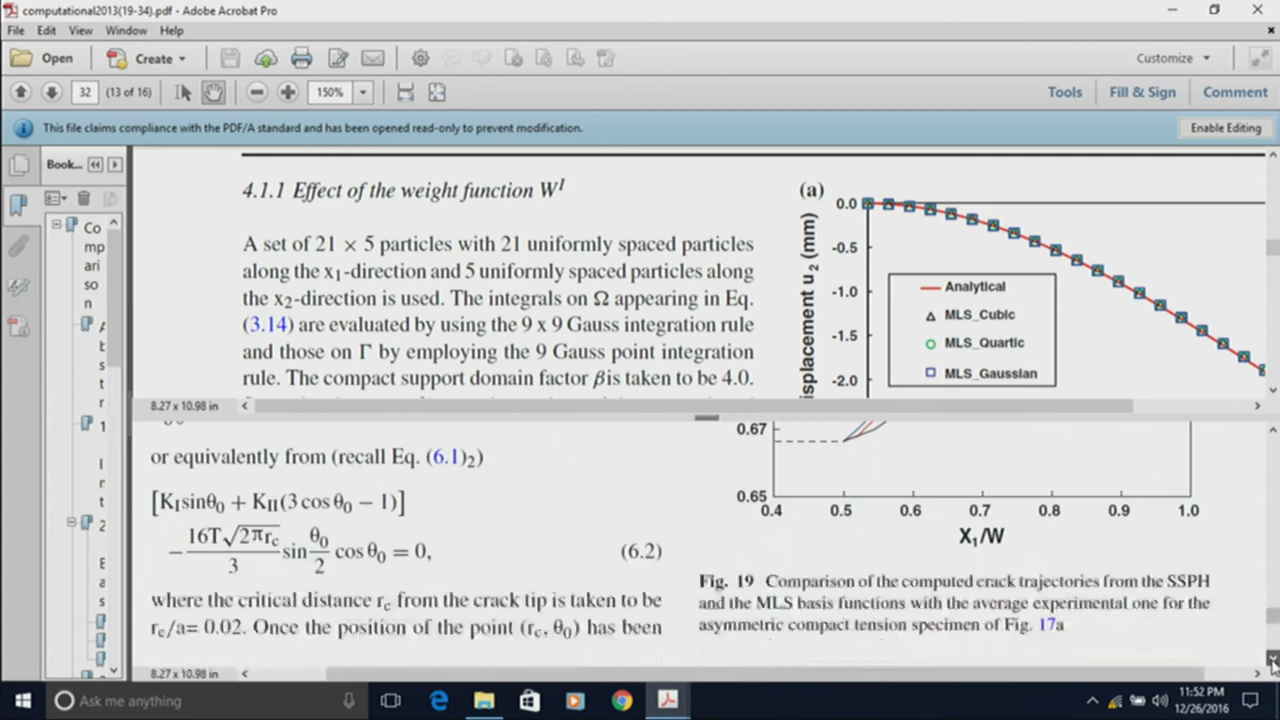 computational2013(19-34).pdf - Adobe Acrobat Pro
File Edit View Window Help
Open Create Customize
32 (13 of 16) 150% Tools Fill & Sign Comment
This file claims compliance with the PDF/A standard and has been opened read-only to prevent modification. Enable Editing
Book...
Co
mp
ari
so
n
A
b
s
t
r
1
I
n
t
2
E
a
s
4.1.1 Effect of the weight function W^I
A set of 21 × 5 particles with 21 uniformly spaced particles
along the x₁-direction and 5 uniformly spaced particles along
the x₂-direction is used. The integrals on Ω appearing in Eq.
(3.14) are evaluated by using the 9 x 9 Gauss integration rule
and those on Γ by employing the 9 Gauss point integration
rule. The compact support domain factor β is taken to be 4.0.
(a)
0.0
-0.5
-1.0
-1.5
-2.0
isplacement u₂ (mm)
Analytical
MLS_Cubic
MLS_Quartic
MLS_Gaussian
8.27 x 10.98 in
or equivalently from (recall Eq. (6.1)₂)
[K_I sinθ₀ + K_II(3 cos θ₀ − 1)]
− 16T√2πr_c / 3 sin θ₀/2 cos θ₀ = 0, (6.2)
where the critical distance r_c from the crack tip is taken to be
r_c/a= 0.02. Once the position of the point (r_c, θ₀) has been
0.67
0.65
0.4 0.5 0.6 0.7 0.8 0.9 1.0
X₁/W
Fig. 19 Comparison of the computed crack trajectories from the SSPH
and the MLS basis functions with the average experimental one for the
asymmetric compact tension specimen of Fig. 17a
8.27 x 10.98 in
Ask me anything
11:52 PM
12/26/2016